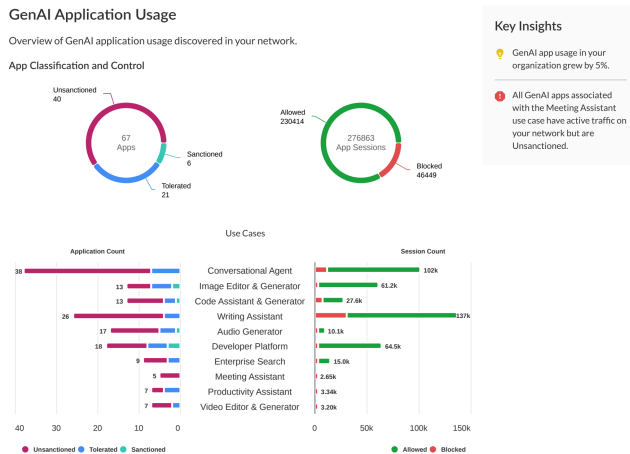 GenAI Application Usage
Overview of GenAI application usage discovered in your network.
App Classification and Control
Unsanctioned
40
67
Apps
Sanctioned
6
Tolerated
21
Allowed
230414
276863
App Sessions
Blocked
46449
Key Insights
GenAI app usage in your
organization grew by 5%.
All GenAI apps associated
with the Meeting Assistant
use case have active traffic on
your network but are
Unsanctioned.
Use Cases
Application Count
Session Count
38 Conversational Agent 102k
13 Image Editor & Generator 61.2k
13 Code Assistant & Generator 27.6k
26 Writing Assistant 137k
17 Audio Generator 10.1k
18 Developer Platform 64.5k
9 Enterprise Search 15.0k
5 Meeting Assistant 2.65k
7 Productivity Assistant 3.34k
7 Video Editor & Generator 3.20k
40 30 20 10 0 0 50k 100k 150k
Unsanctioned Tolerated Sanctioned Allowed Blocked